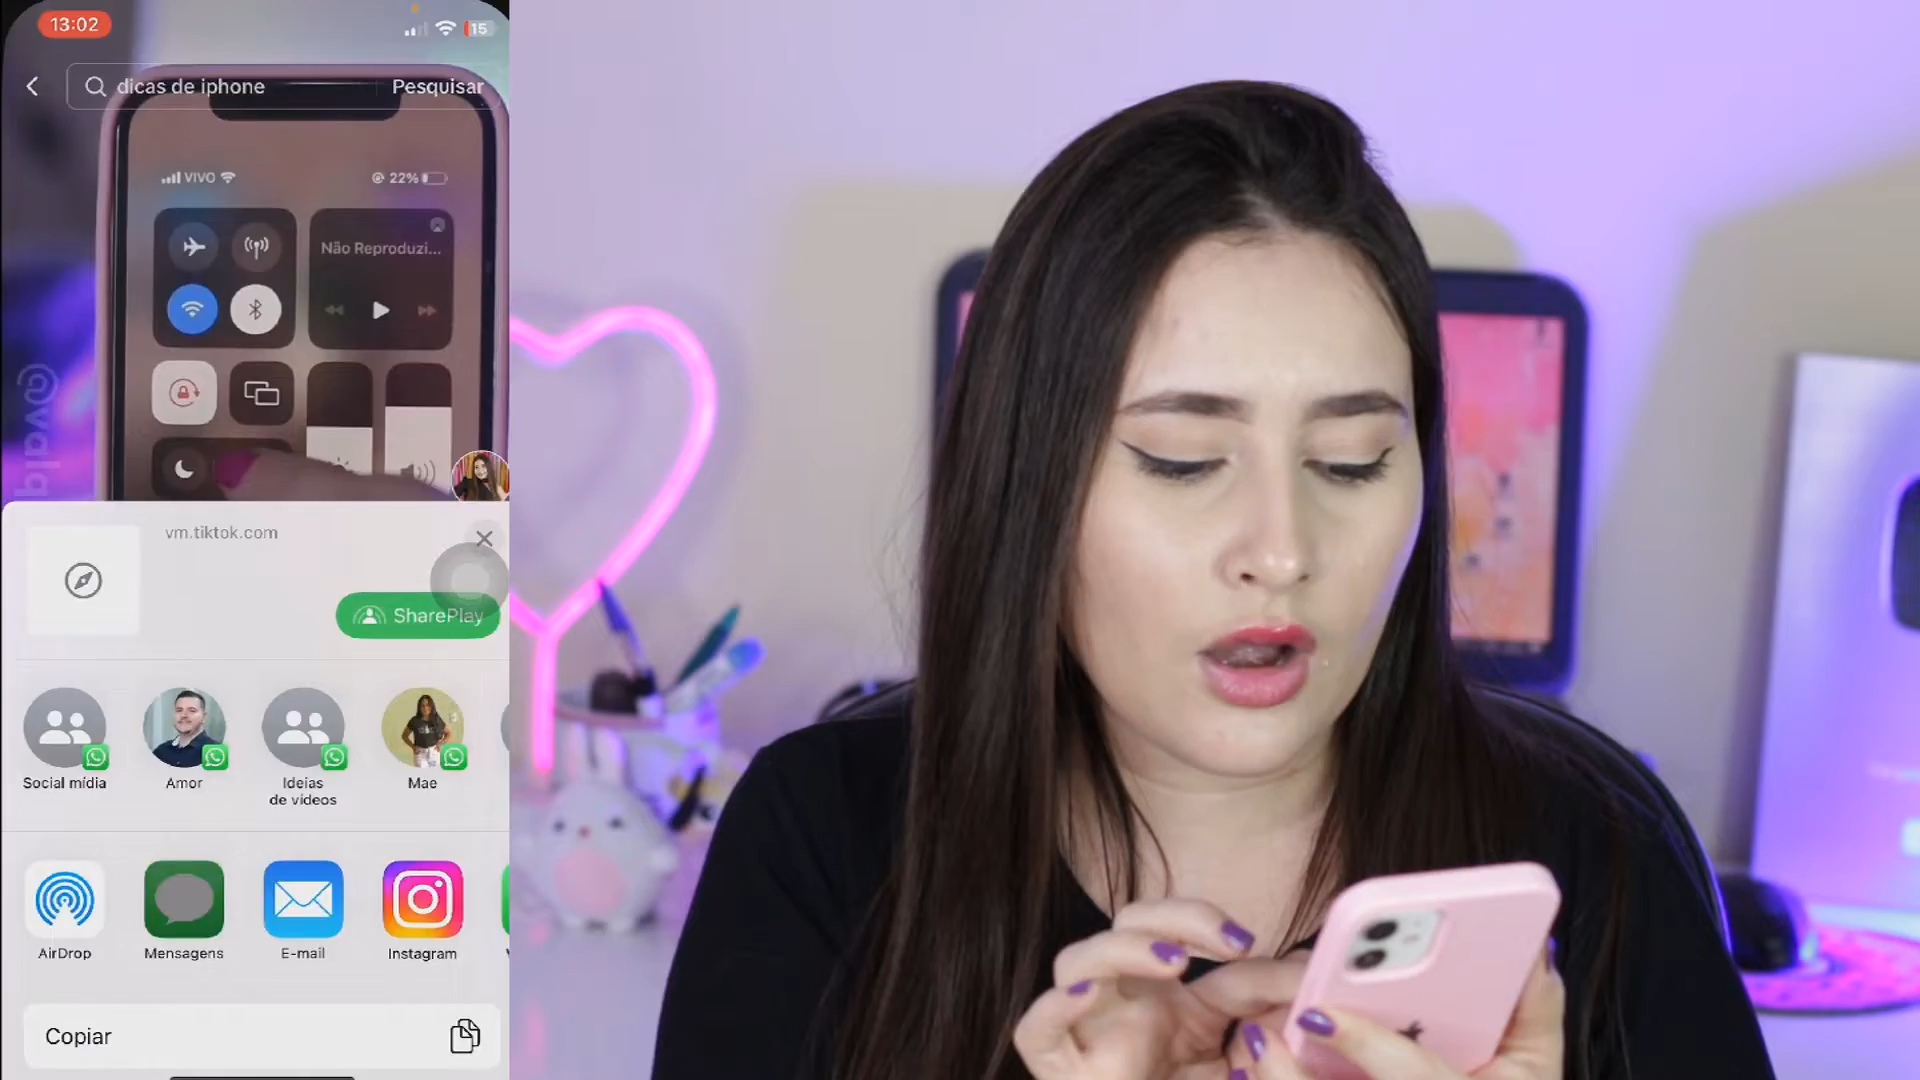 13:02
15
dicas de iphone
Pesquisar
VIVO
22%
Não Reproduzi...
vm.tiktok.com
SharePlay
Social mídia
Amor
Ideias
de vídeos
Mae
AirDrop
Mensagens
E-mail
Instagram
Copiar